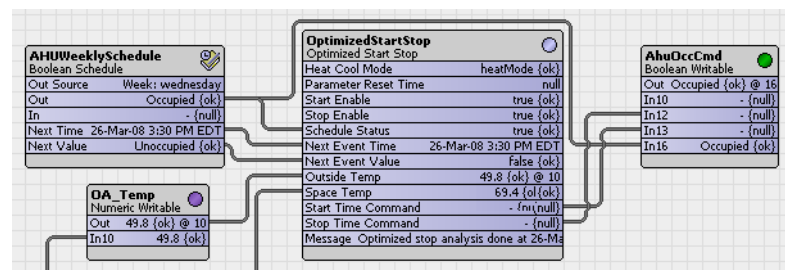 AHUWeeklySchedule
Boolean Schedule
Out Source Week: wednesday
Out Occupied {ok}
In - {null}
Next Time 26-Mar-08 3:30 PM EDT
Next Value Unoccupied {ok}
OA_Temp
Numeric Writable
Out 49.8 {ok} @ 10
In10 49.8 {ok}
OptimizedStartStop
Optimized Start Stop
Heat Cool Mode heatMode {ok}
Parameter Reset Time null
Start Enable true {ok}
Stop Enable true {ok}
Schedule Status true {ok}
Next Event Time 26-Mar-08 3:30 PM EDT
Next Event Value false {ok}
Outside Temp 49.8 {ok} @ 10
Space Temp 69.4 {ol{ok}
Start Time Command - {null}
Stop Time Command - {null}
Message Optimized stop analysis done at 26-Ma
AhuOccCmd
Boolean Writable
Out Occupied {ok} @ 16
In10 - {null}
In12 - {null}
In13 - {null}
In16 Occupied {ok}